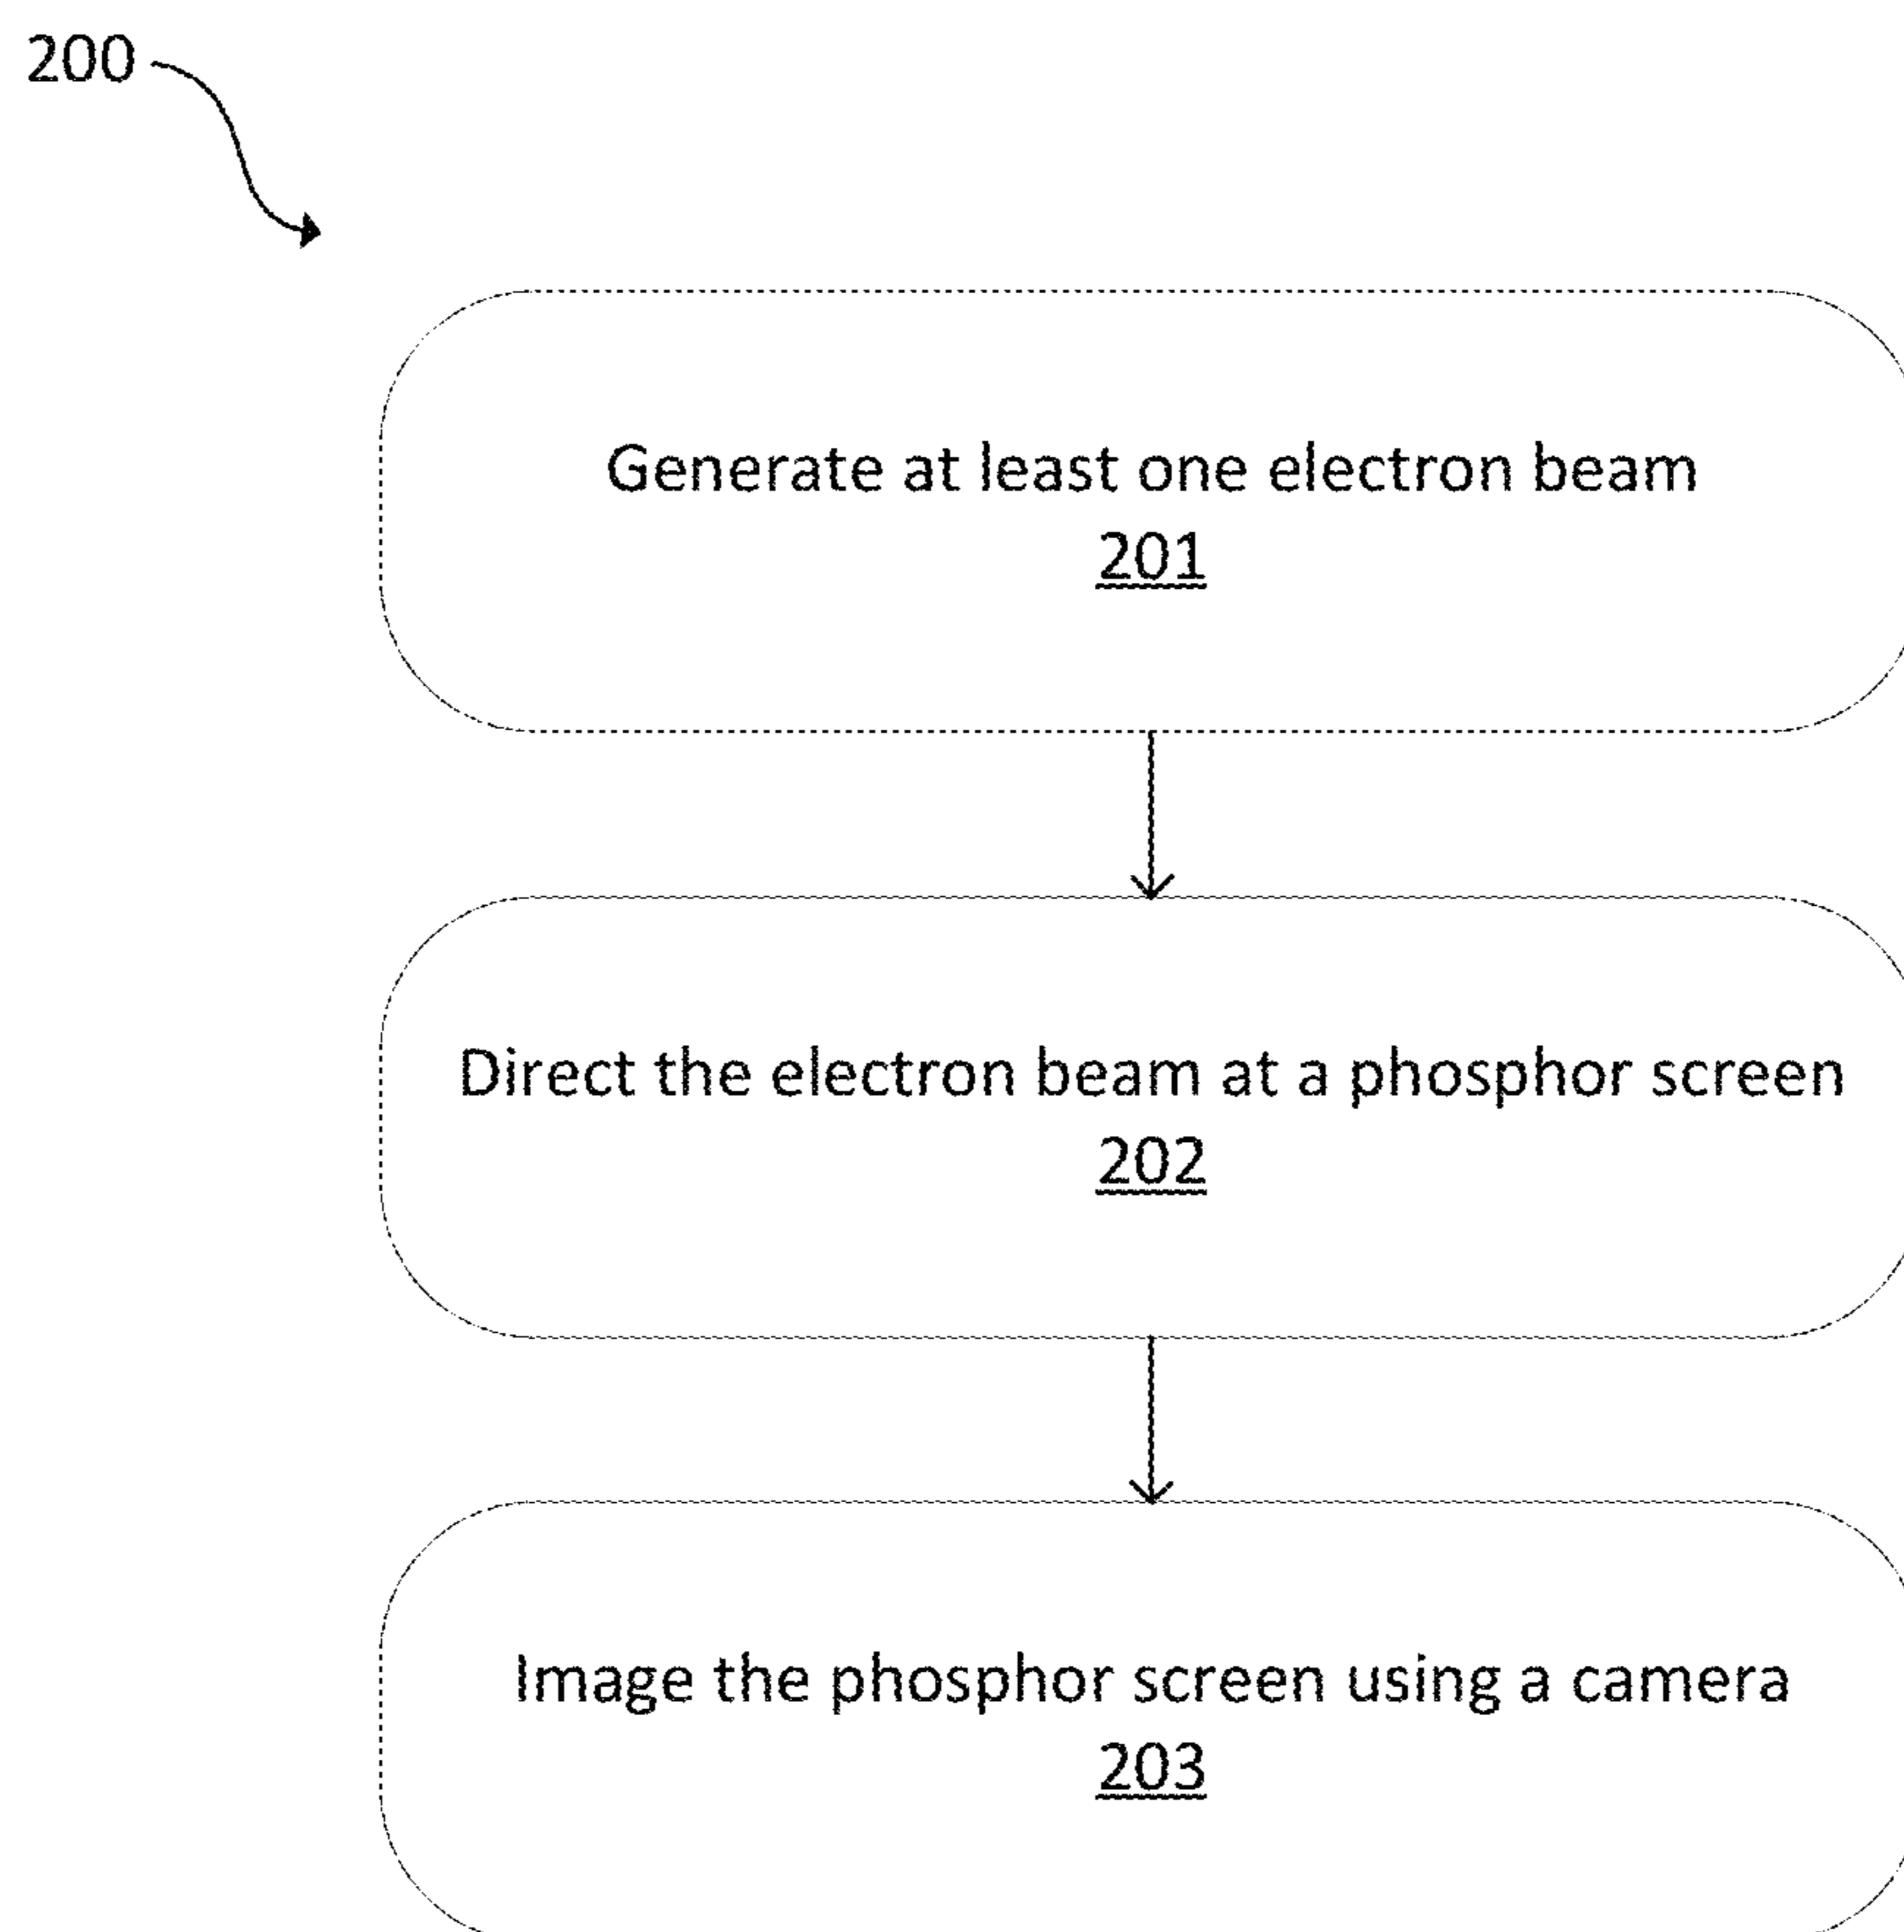 200
Generate at least one electron beam
201
Direct the electron beam at a phosphor screen
202
Image the phosphor screen using a camera
203